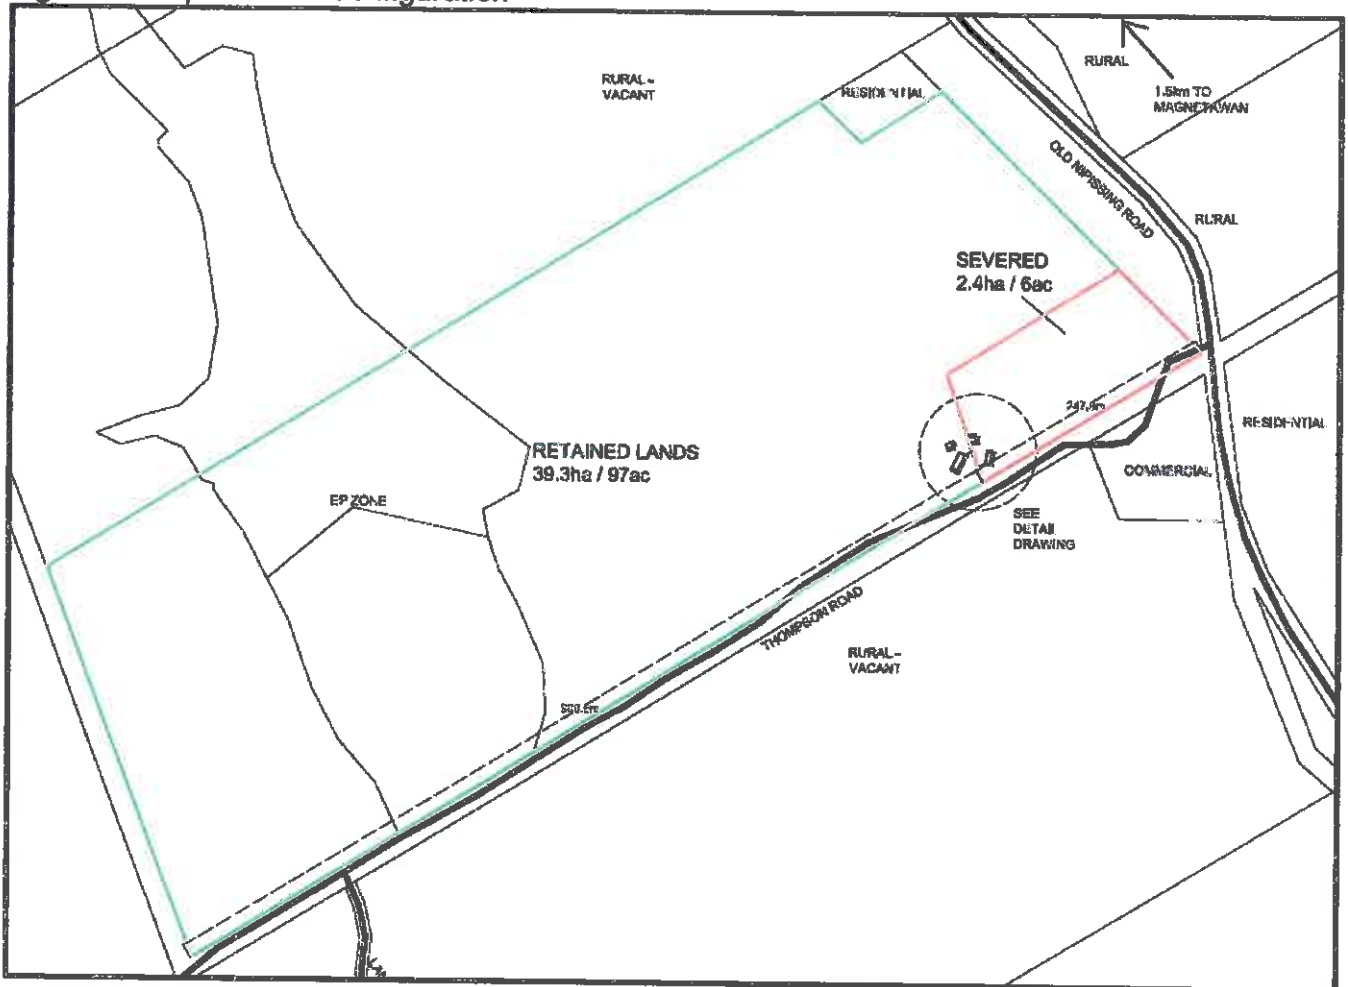 RURAL-
VACANT
RESIDENTIAL
RURAL
1.5km TO
MAGNETAWAN
OLD NIPISSING ROAD
RURAL
SEVERED
2.4ha / 6ac
RESIDENTIAL
COMMERCIAL
RETAINED LANDS
39.3ha / 97ac
EP ZONE
SEE
DETAIL
DRAWING
THOMPSON ROAD
RURAL-
VACANT